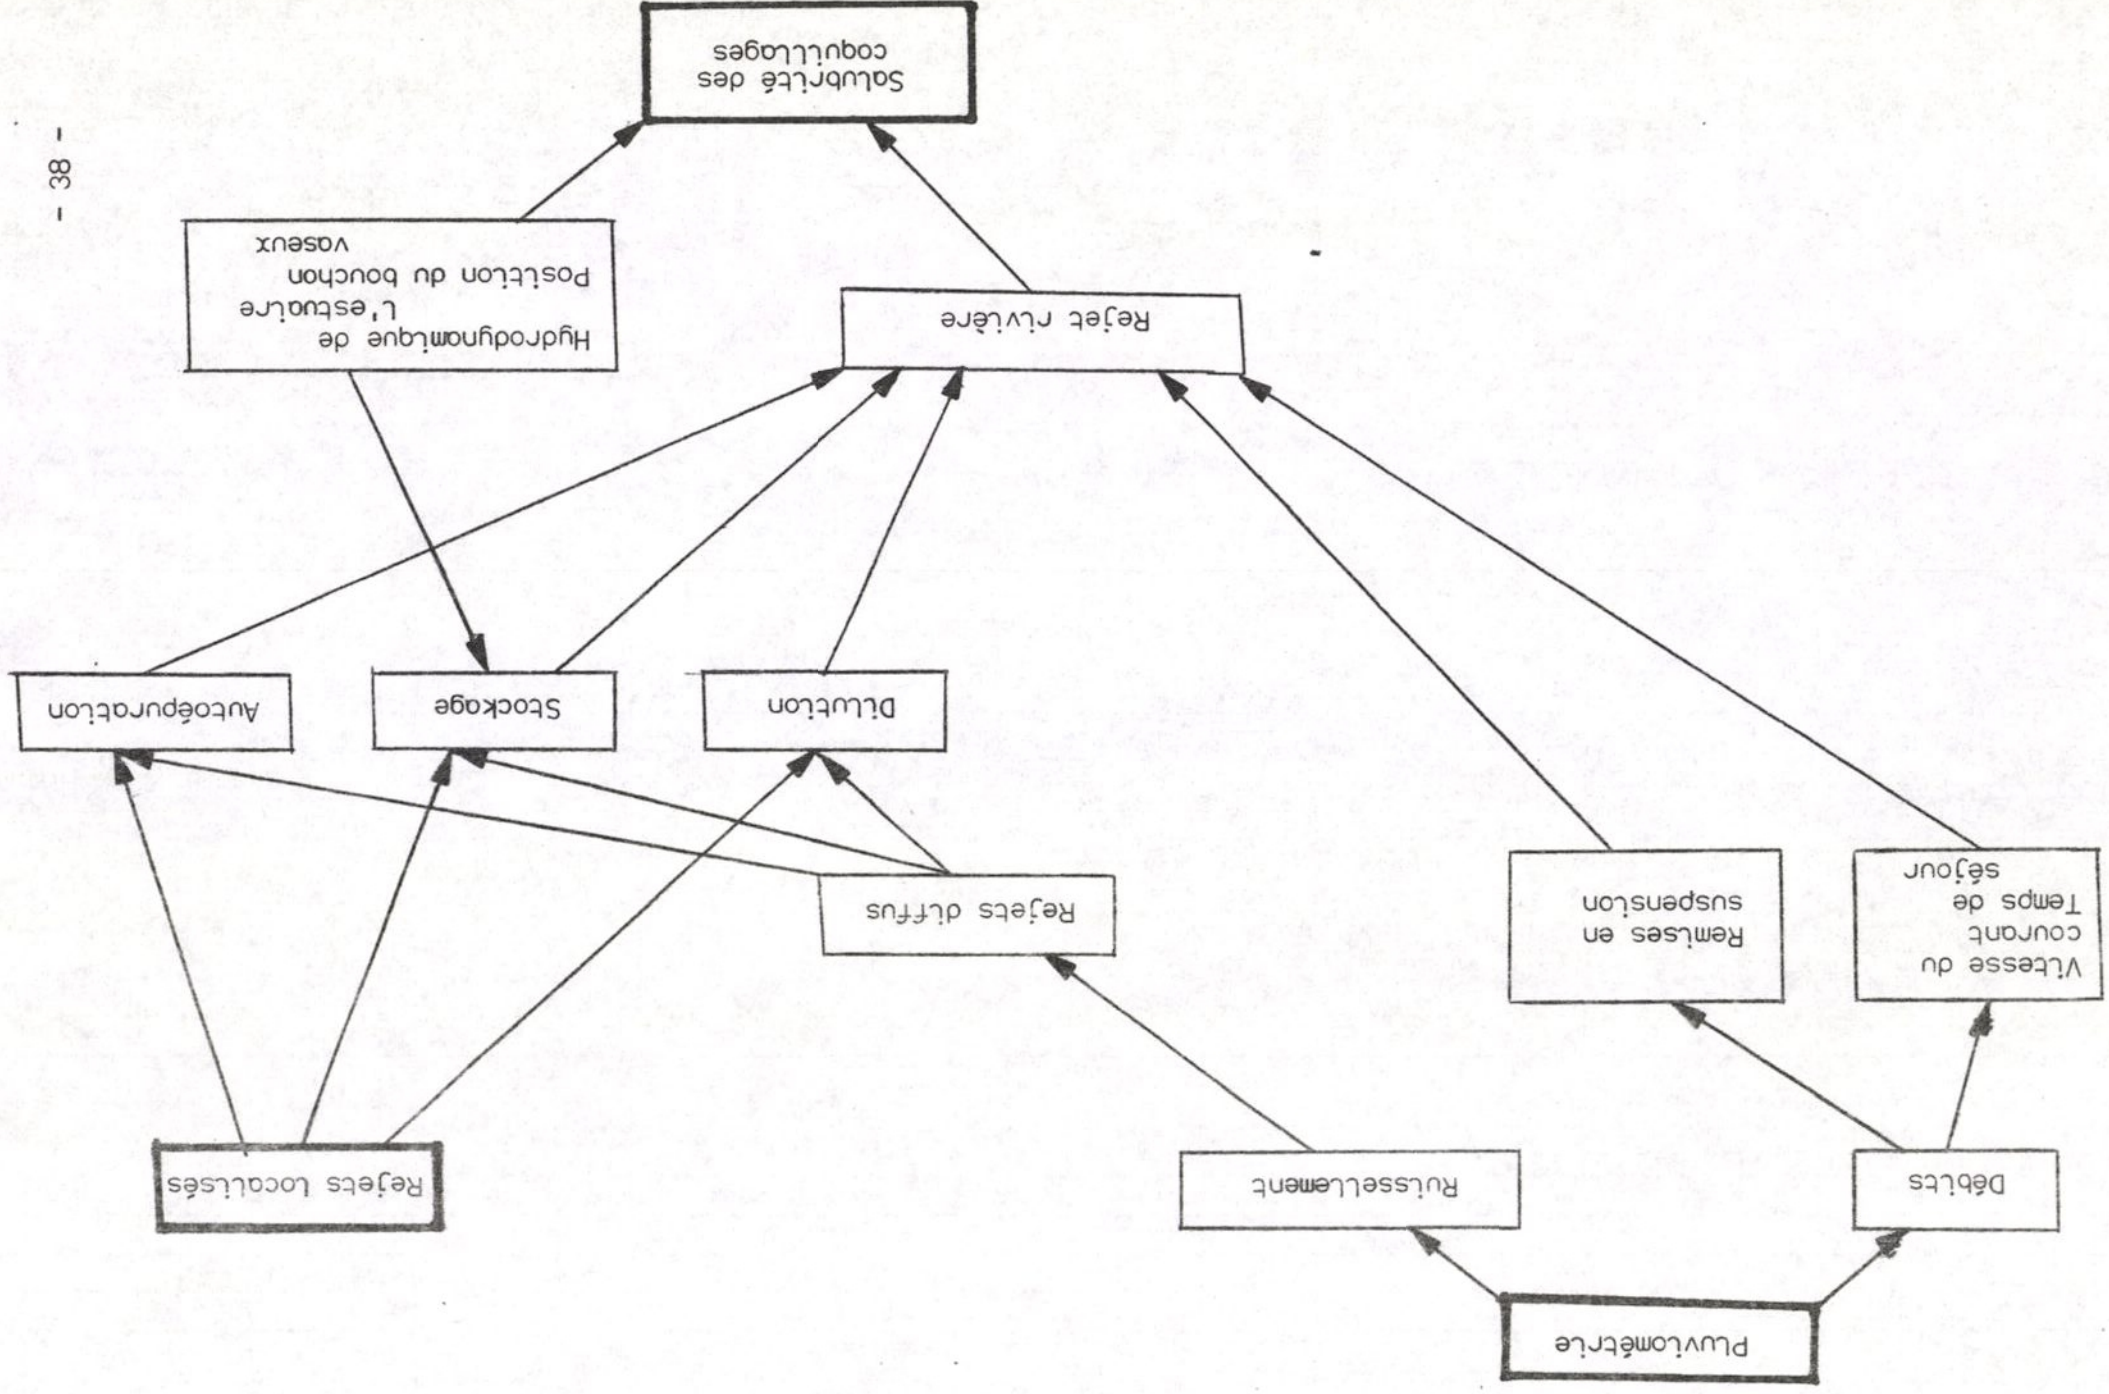 Pluviométrie
Débits
Ruissellement
Rejets localisés
Vitesse du
courant
Temps de
séjour
Remises en
suspension
Rejets diffus
Dilution
Stockage
Autoépuration
Rejet rivière
Hydrodynamique de
l'estuaire
Position du bouchon
vaseux
Salubrité des
coquillages
- 38 -